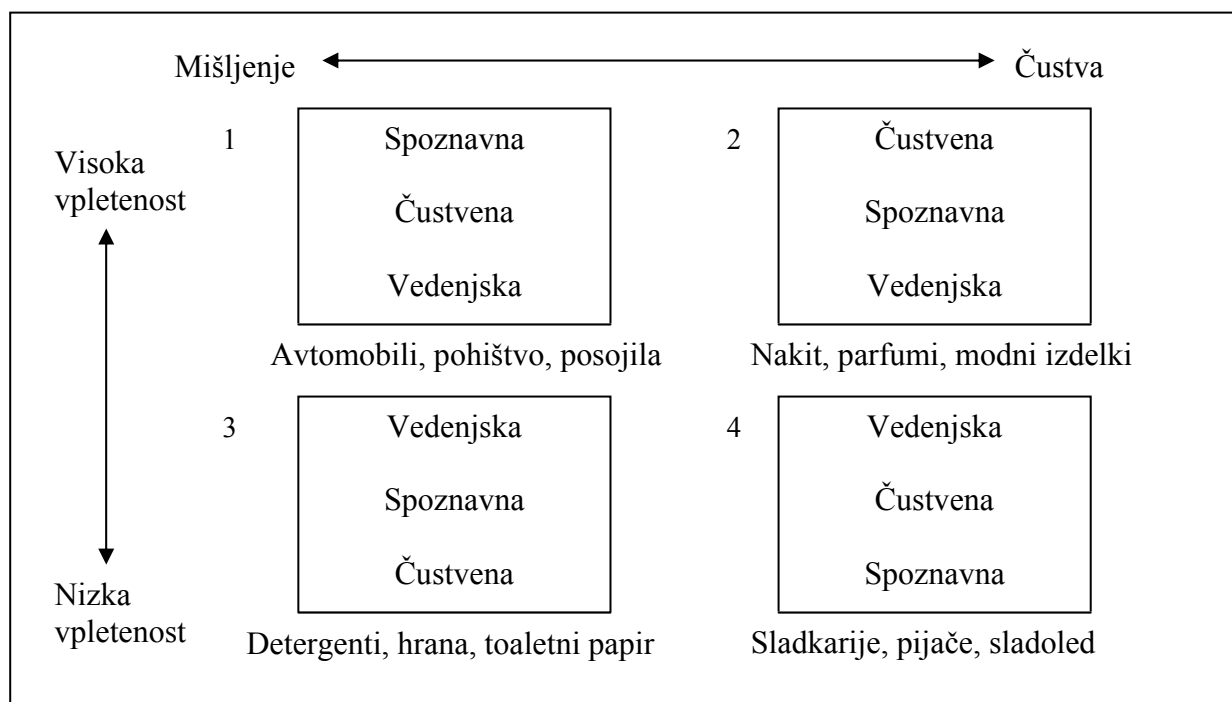 Mišljenje
Čustva
Visoka
vpletenost
Nizka
vpletenost
1
Spoznavna
Čustvena
Vedenjska
Avtomobili, pohištvo, posojila
2
Čustvena
Spoznavna
Vedenjska
Nakit, parfumi, modni izdelki
3
Vedenjska
Spoznavna
Čustvena
Detergenti, hrana, toaletni papir
4
Vedenjska
Čustvena
Spoznavna
Sladkarije, pijače, sladoled